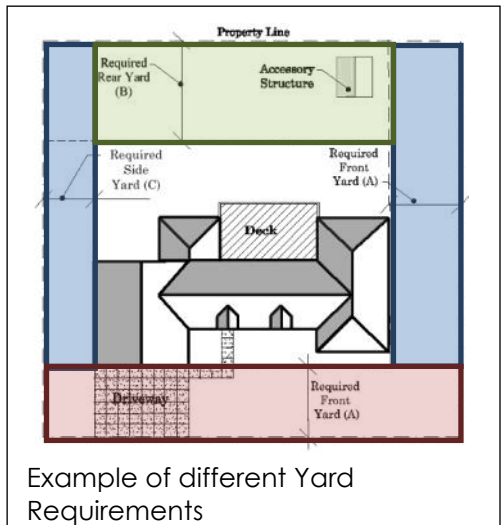 Property Line
Required
Rear Yard
(B)
Accessory
Structure
Required
Side
Yard (C)
Required
Front
Yard (A)
Deck
Driveway
Required
Front
Yard (A)
Example of different Yard
Requirements